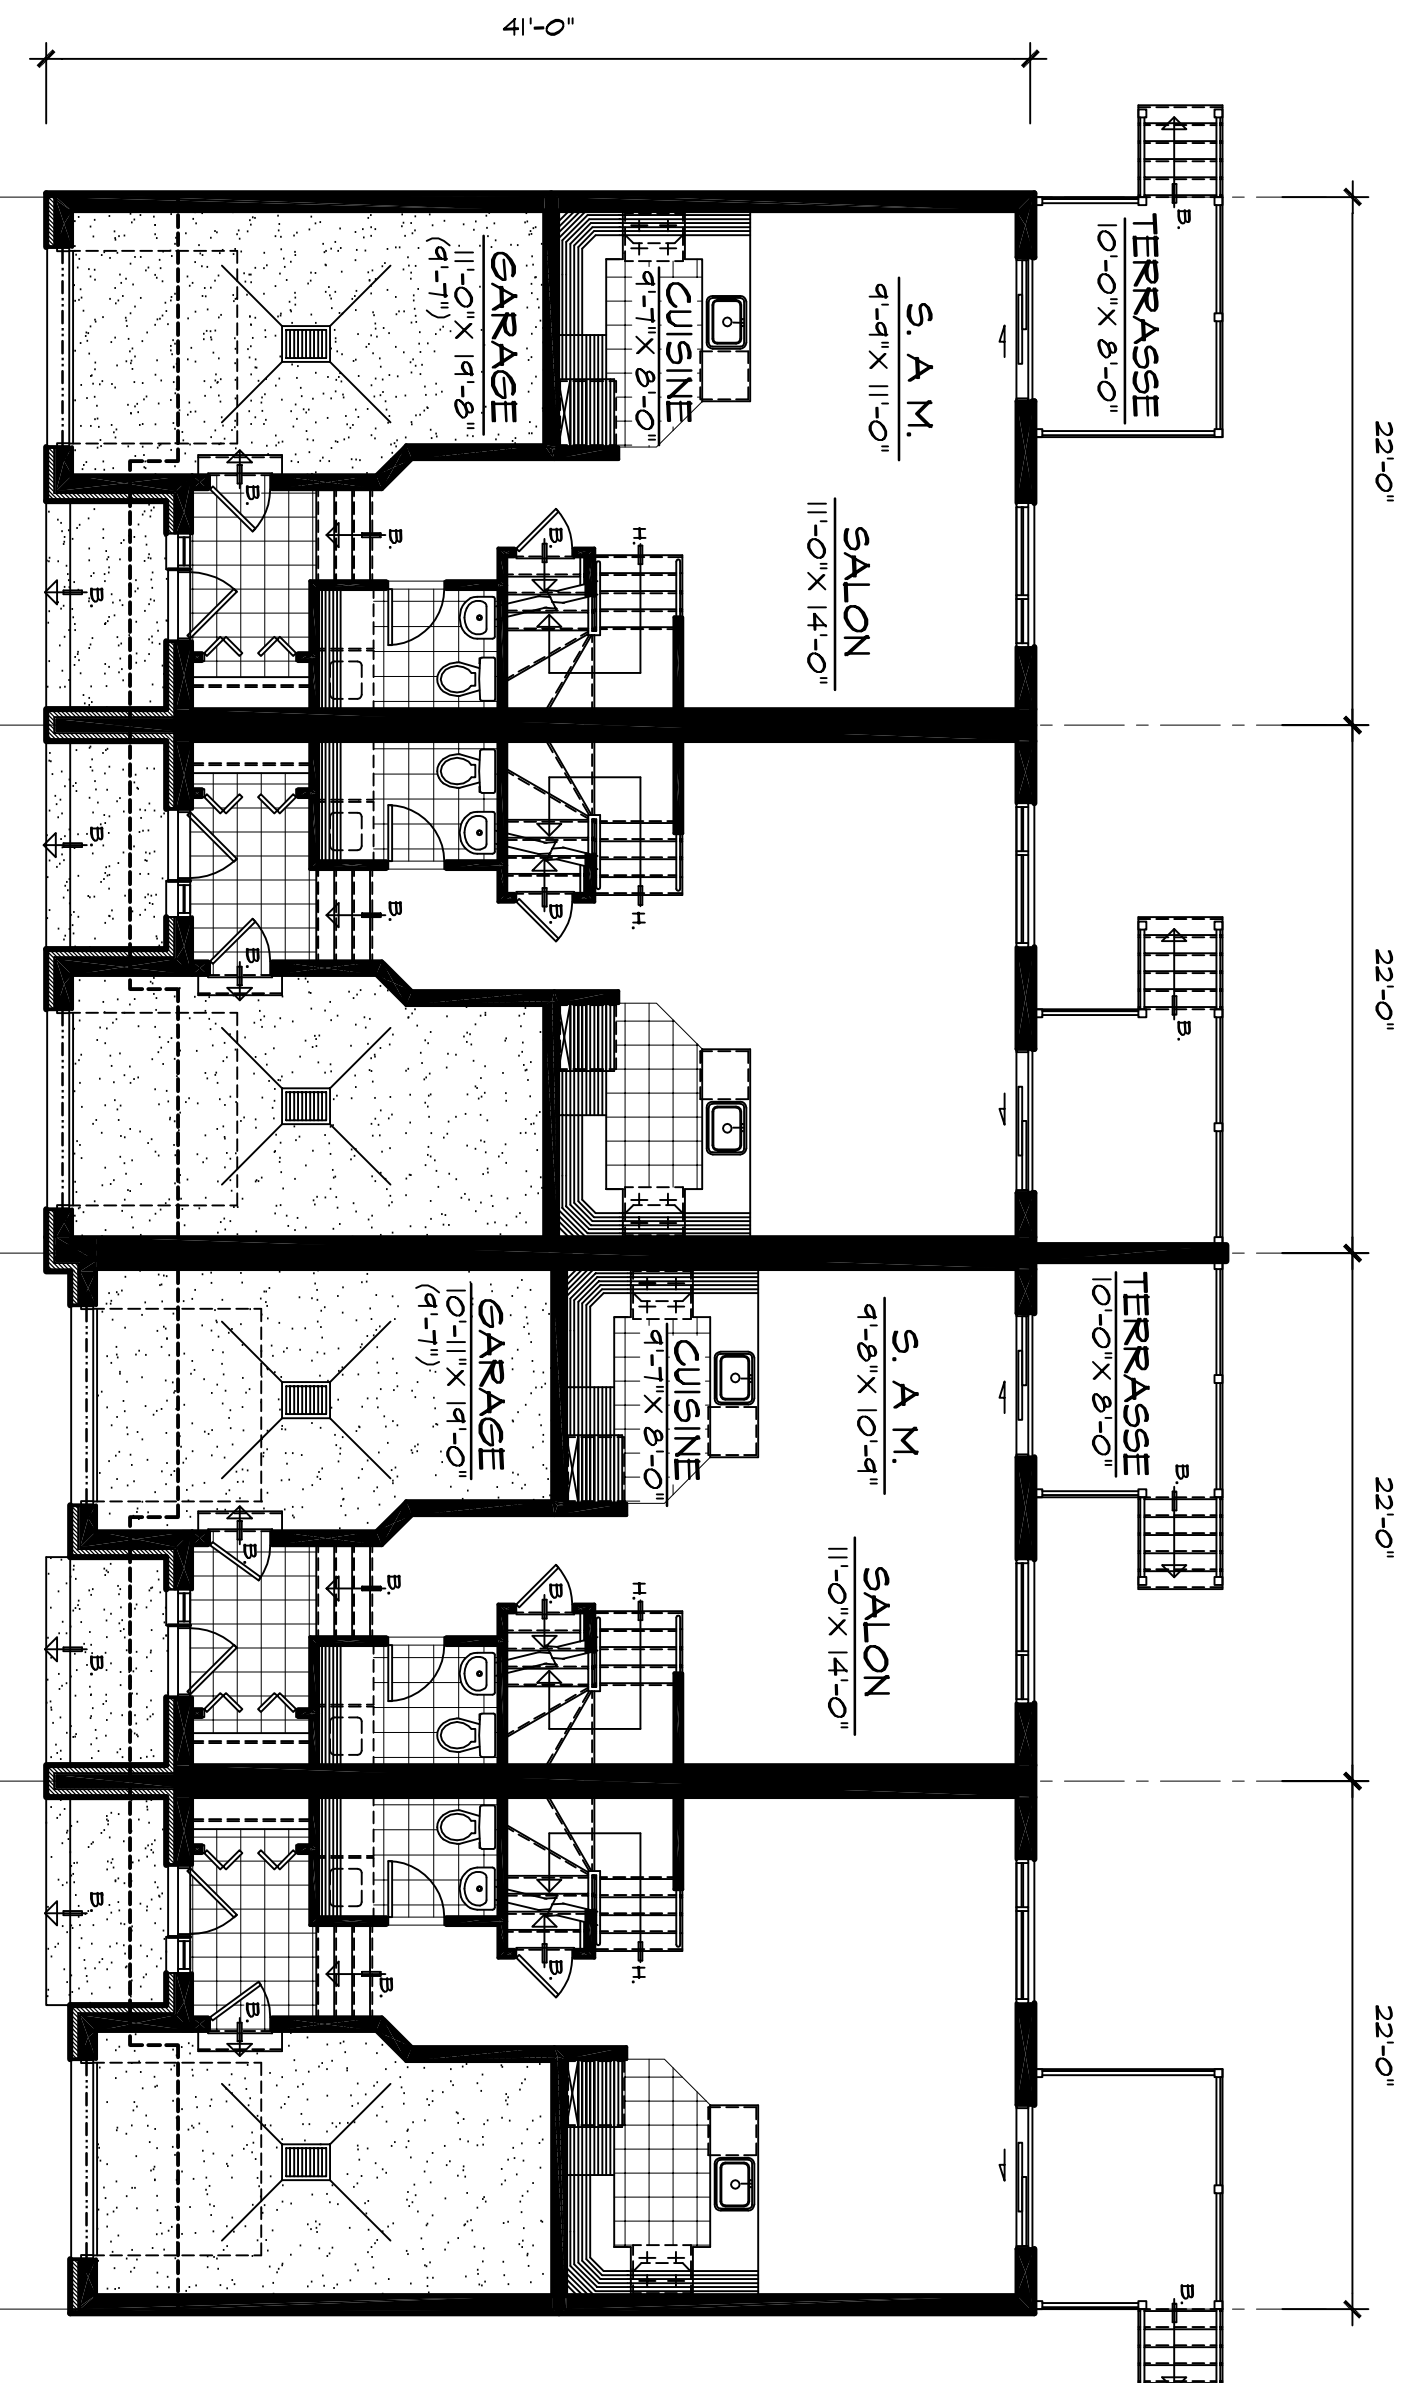 22'-0" 22'-0" 22'-0" 22'-0"
B. B. B. B.
TERRASSE
10'-0"X 8'-0"
TERRASSE
10'-0"X 8'-0"
S. A M.
9'-9"X 11'-0"
SALON
11'-0"X 14'-0"
S. A M.
9'-8"X 10'-9"
SALON
11'-0"X 14'-0"
CUISINE
9'-7"X 8'-0"
CUISINE
9'-7"X 8'-0"
H. H. H. H.
B. B. B. B.
41'-0"
GARAGE
11'-0"X 19'-8"
(9'-7")
GARAGE
10'-11"X 19'-0"
(9'-7")
B. B. B. B.
B. B. B. B.
B. B. B. B.